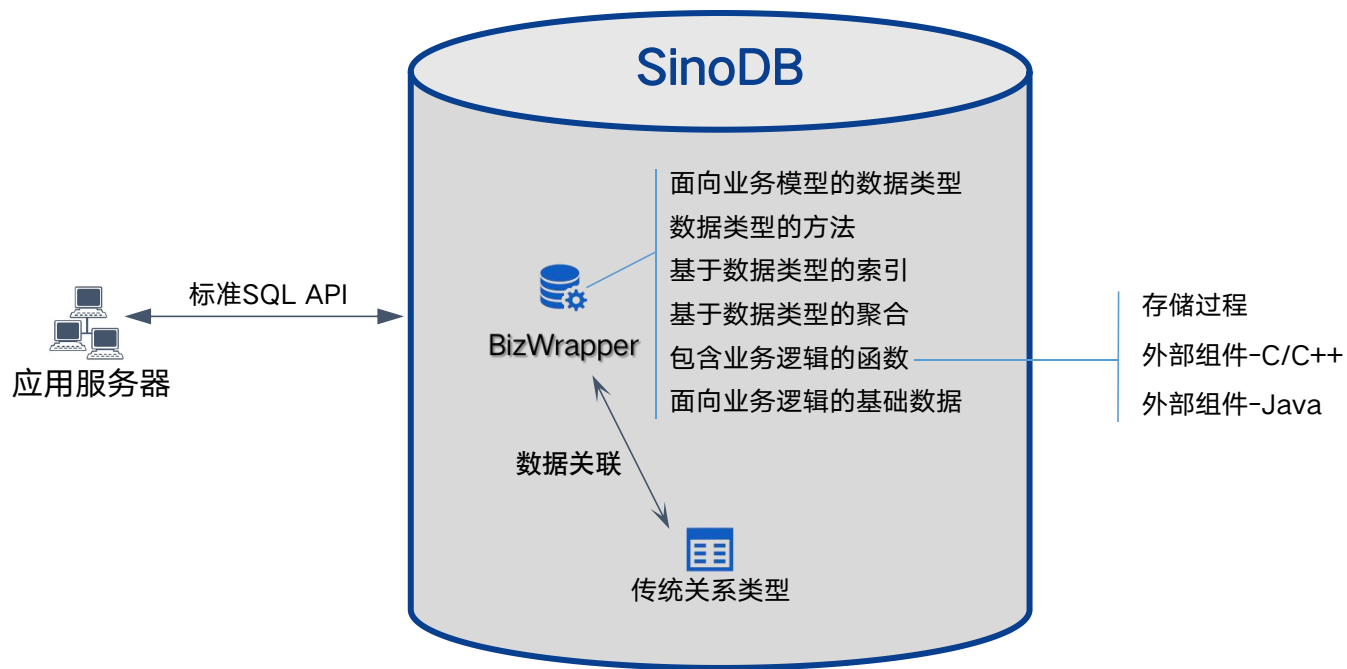 SinoDB
面向业务模型的数据类型
数据类型的方法
基于数据类型的索引
基于数据类型的聚合
包含业务逻辑的函数
面向业务逻辑的基础数据
标准SQL API
应用服务器
BizWrapper
存储过程
外部组件-C/C++
外部组件-Java
数据关联
传统关系类型